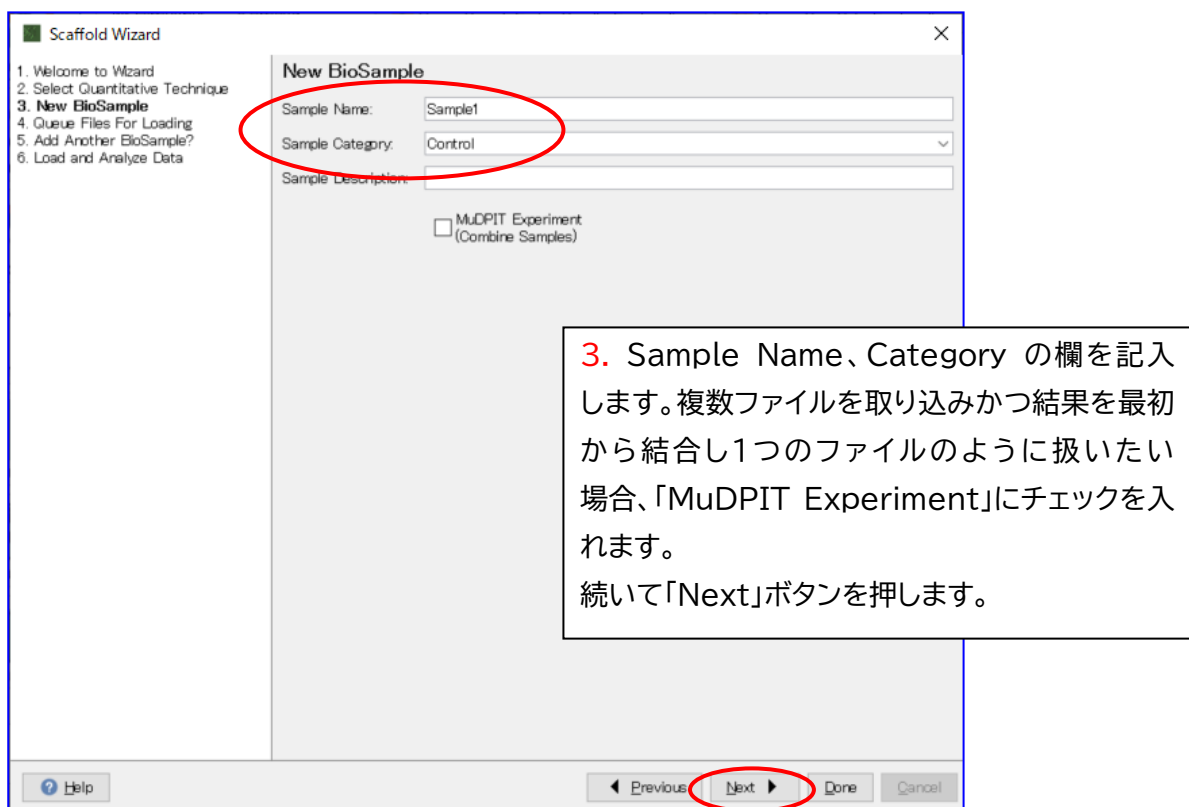 Scaffold Wizard
1. Welcome to Wizard
2. Select Quantitative Technique
3. New BioSample
4. Queue Files For Loading
5. Add Another BioSample?
6. Load and Analyze Data
New BioSample
Sample Name: Sample1
Sample Category: Control
Sample Description:
MuDPIT Experiment
(Combine Samples)
3. Sample Name、Category の欄を記入
します。複数ファイルを取り込みかつ結果を最初
から結合し1つのファイルのように扱いたい
場合、「MuDPIT Experiment」にチェックを入
れます。
続いて「Next」ボタンを押します。
Help
Previous
Next
Done
Cancel